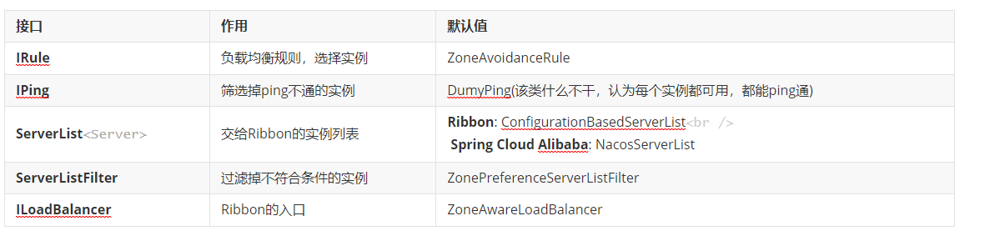 接口 作用 默认值
IRule 负载均衡规则，选择实例 ZoneAvoidanceRule
IPing 筛选掉ping不通的实例 DumyPing(该类什么不干，认为每个实例都可用，都能ping通)
ServerList<Server> 交给Ribbon的实例列表 Ribbon: ConfigurationBasedServerList<br />
Spring Cloud Alibaba: NacosServerList
ServerListFilter 过滤掉不符合条件的实例 ZonePreferenceServerListFilter
ILoadBalancer Ribbon的入口 ZoneAwareLoadBalancer